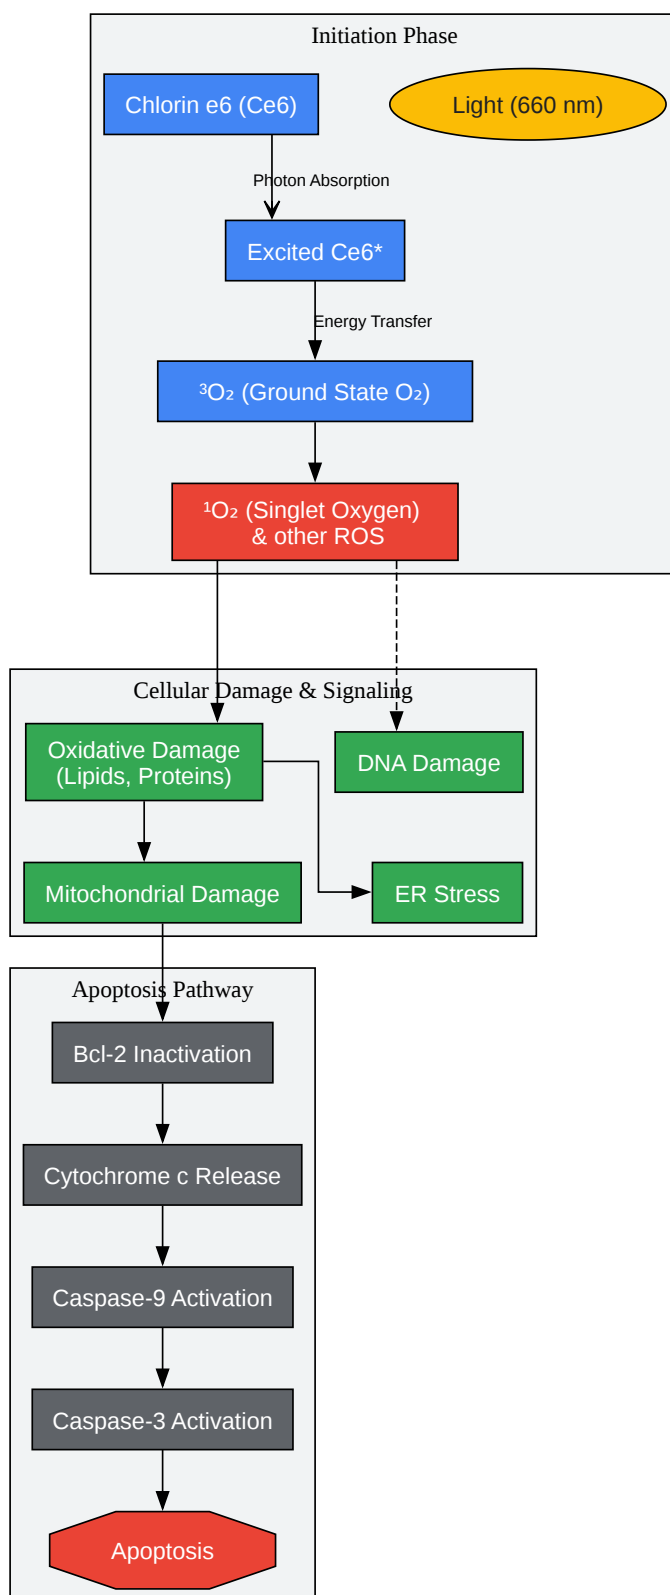 Initiation Phase
Chlorin e6 (Ce6)
Light (660 nm)
Photon Absorption
Excited Ce6*
Energy Transfer
³O₂ (Ground State O₂)
¹O₂ (Singlet Oxygen)
& other ROS
Cellular Damage & Signaling
Oxidative Damage
(Lipids, Proteins)
DNA Damage
Mitochondrial Damage
ER Stress
Apoptosis Pathway
Bcl-2 Inactivation
Cytochrome c Release
Caspase-9 Activation
Caspase-3 Activation
Apoptosis